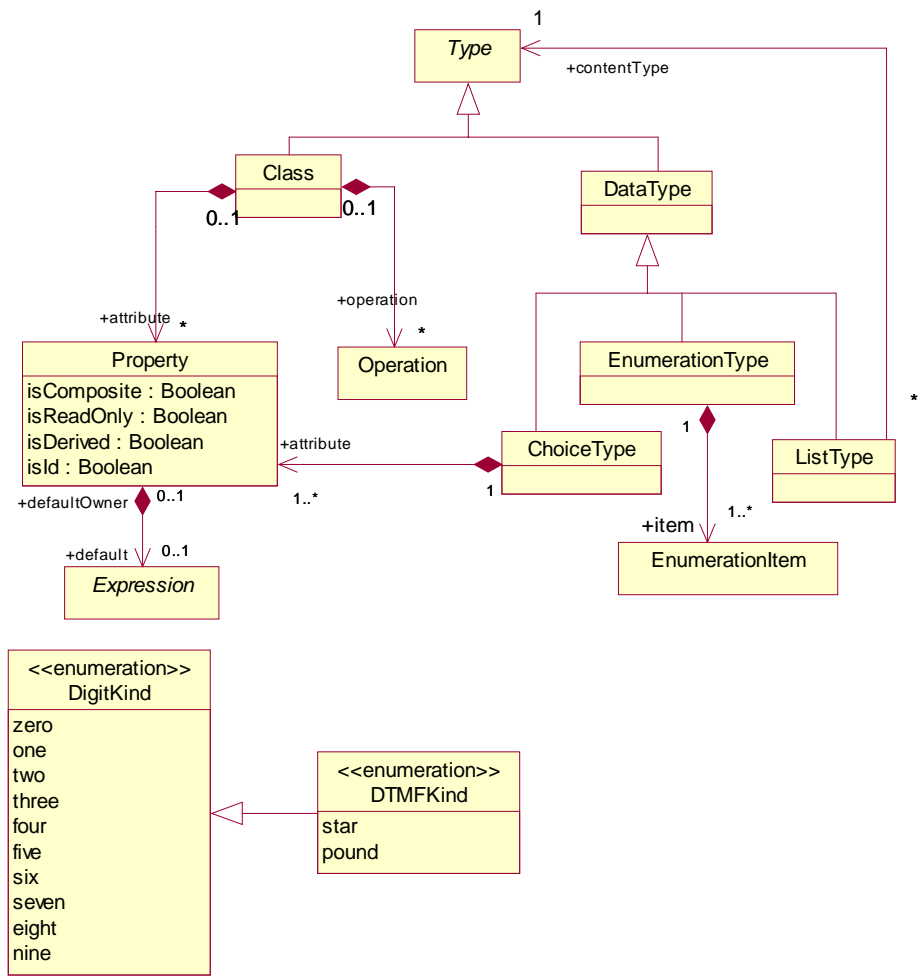 1
Type
+contentType
Class
DataType
0..1
0..1
+operation
+attribute
*
*
Property
isComposite : Boolean
isReadOnly : Boolean
isDerived : Boolean
isId : Boolean
Operation
EnumerationType
*
+attribute
1
ChoiceType
ListType
1..*
1
+defaultOwner
0..1
1..*
+item
+default
0..1
EnumerationItem
Expression
<<enumeration>>
DigitKind
zero
one
two
three
four
five
six
seven
eight
nine
<<enumeration>>
DTMFKind
star
pound